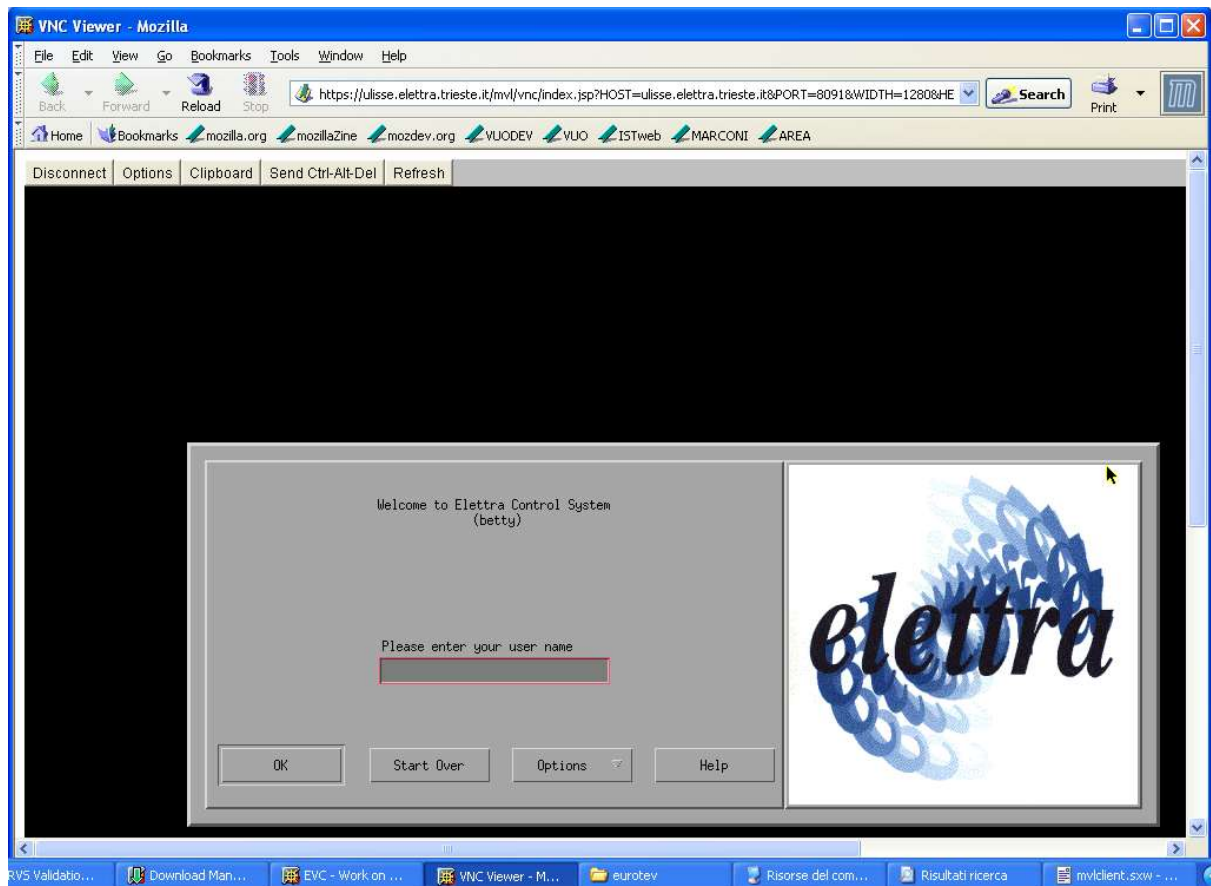 VNC Viewer - Mozilla
File Edit View Go Bookmarks Tools Window Help
Back Forward Reload Stop https://ulisse.elettra.trieste.it/mvl/vnc/index.jsp?HOST=ulisse.elettra.trieste.it&PORT=8091&WIDTH=1280&HE Search Print
Home Bookmarks mozilla.org mozillaZine mozdev.org VUODEV VUO ISTweb MARCONI AREA
Disconnect Options Clipboard Send Ctrl-Alt-Del Refresh
Welcome to Elettra Control System
(betty)
elettra
Please enter your user name
OK Start Over Options Help
RVS Validatio... Download Man... EVC - Work on ... VNC Viewer - M... eurotev Risorse del com... Risultati ricerca mvlclient.sxw - ...